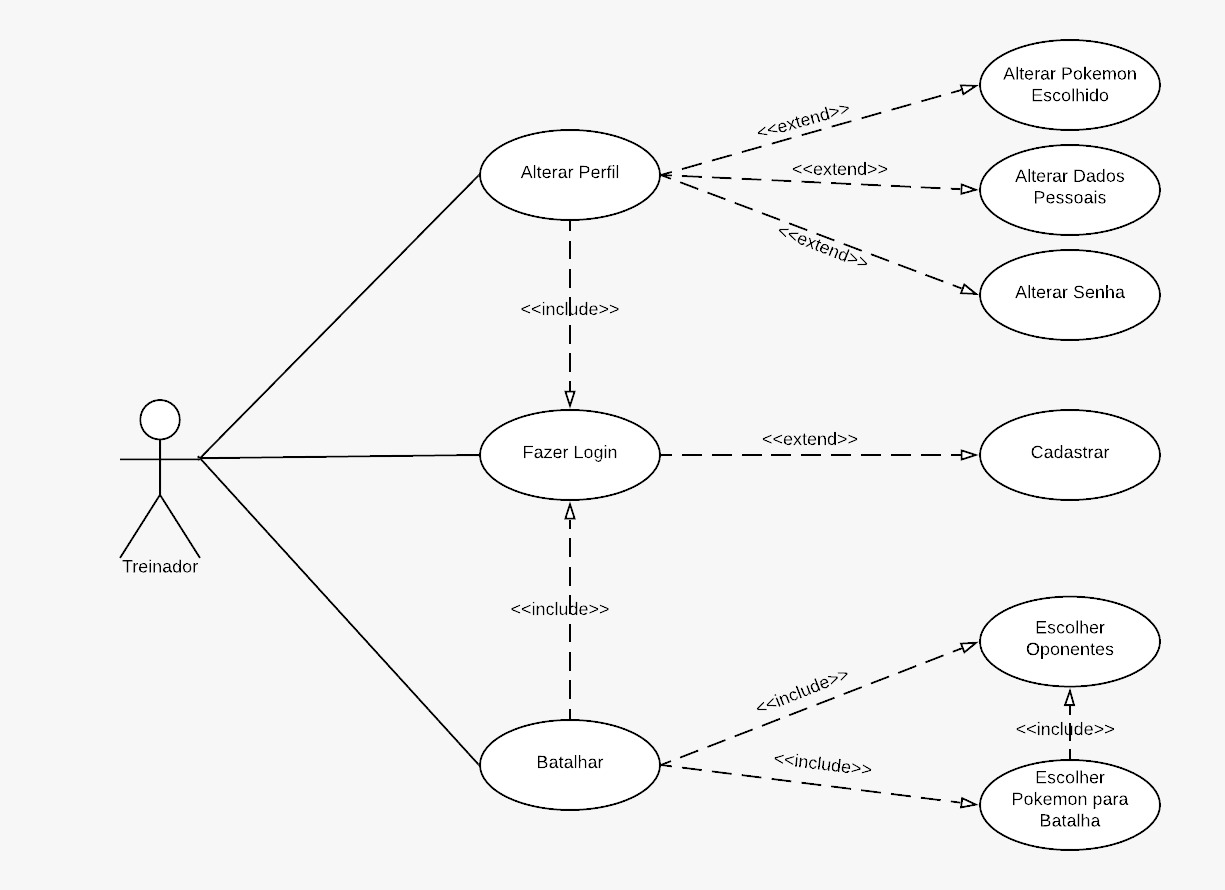 Alterar Pokemon
Escolhido
<<extend>>
Alterar Perfil
<<extend>>
Alterar Dados
Pessoais
<<extend>>
Alterar Senha
<<include>>
Fazer Login
<<extend>>
Cadastrar
Treinador
<<include>>
Escolher
Oponentes
<<include>>
<<include>>
Batalhar
<<include>>
Escolher
Pokemon para
Batalha